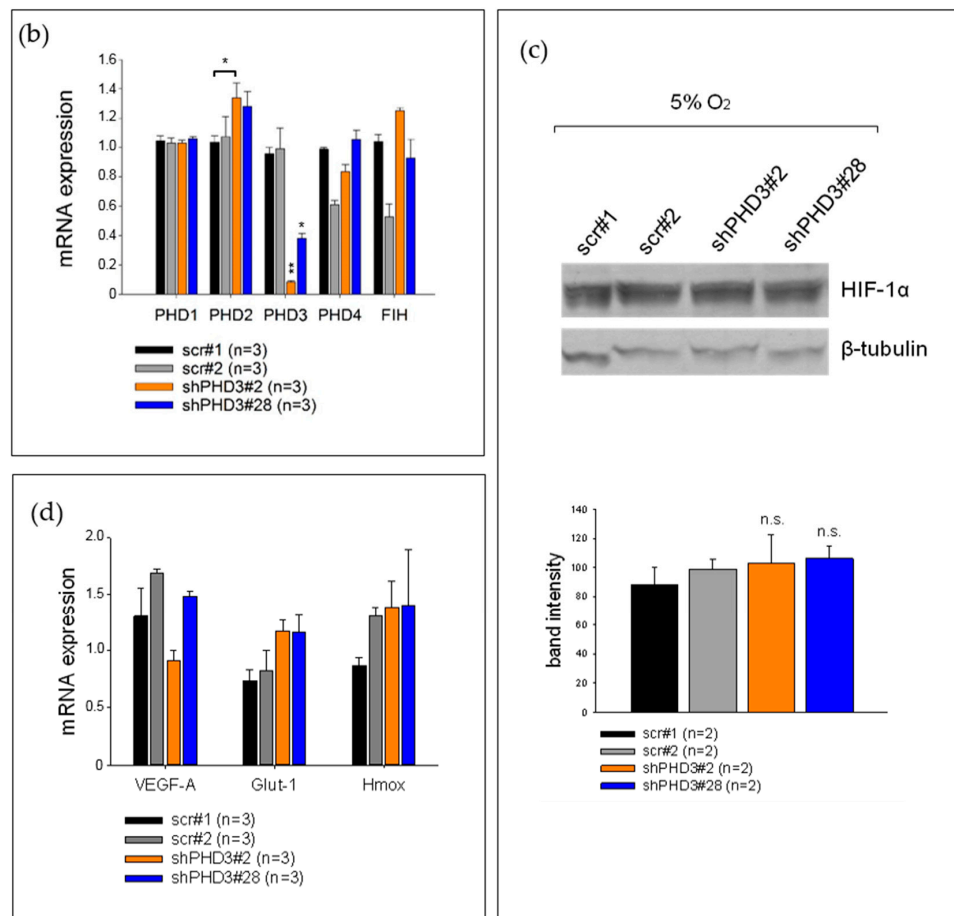 (b)
mRNA expression
1.6
1.4
1.2
1.0
0.8
0.6
0.4
0.2
0
*
**
*
PHD1 PHD2 PHD3 PHD4 FIH
scr#1 (n=3)
scr#2 (n=3)
shPHD3#2 (n=3)
shPHD3#28 (n=3)
(c)
5% O₂
scr#1 scr#2 shPHD3#2 shPHD3#28
HIF-1α
β-tubulin
band intensity
140
120
100
80
60
40
20
0
n.s. n.s.
scr#1 (n=2)
scr#2 (n=2)
shPHD3#2 (n=2)
shPHD3#28 (n=2)
(d)
mRNA expression
2.0
1.5
1.0
0.5
0
VEGF-A Glut-1 Hmox
scr#1 (n=3)
scr#2 (n=3)
shPHD3#2 (n=3)
shPHD3#28 (n=3)